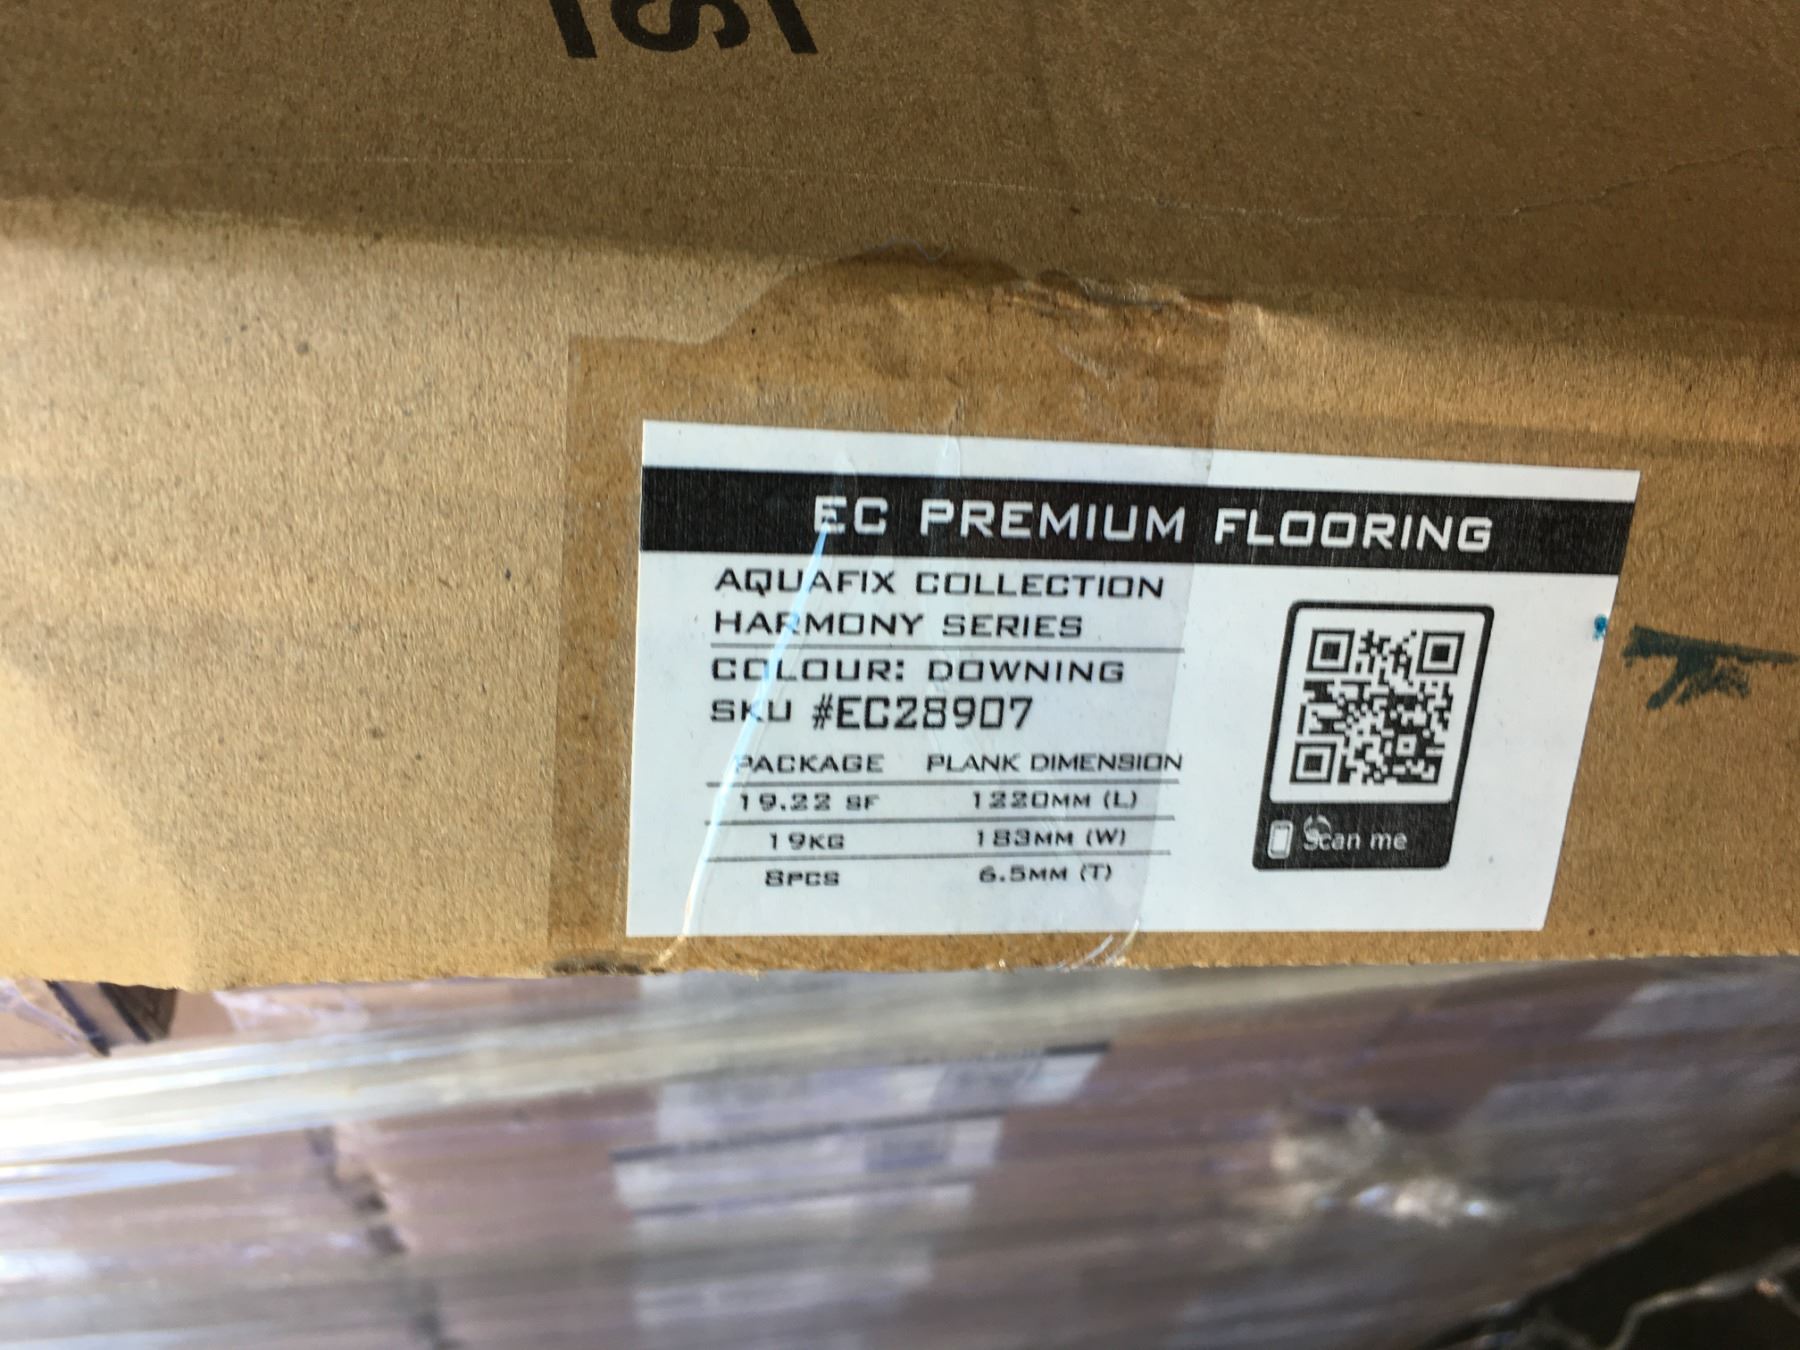 EC PREMIUM FLOORING
AQUAFIX COLLECTION
HARMONY SERIES
COLOUR: DOWNING
SKU #EC28907
PACKAGE PLANK DIMENSION
19.22 SF 1220MM (L)
19KG 183MM (W)
8PCS 6.5MM (T)
Scan me